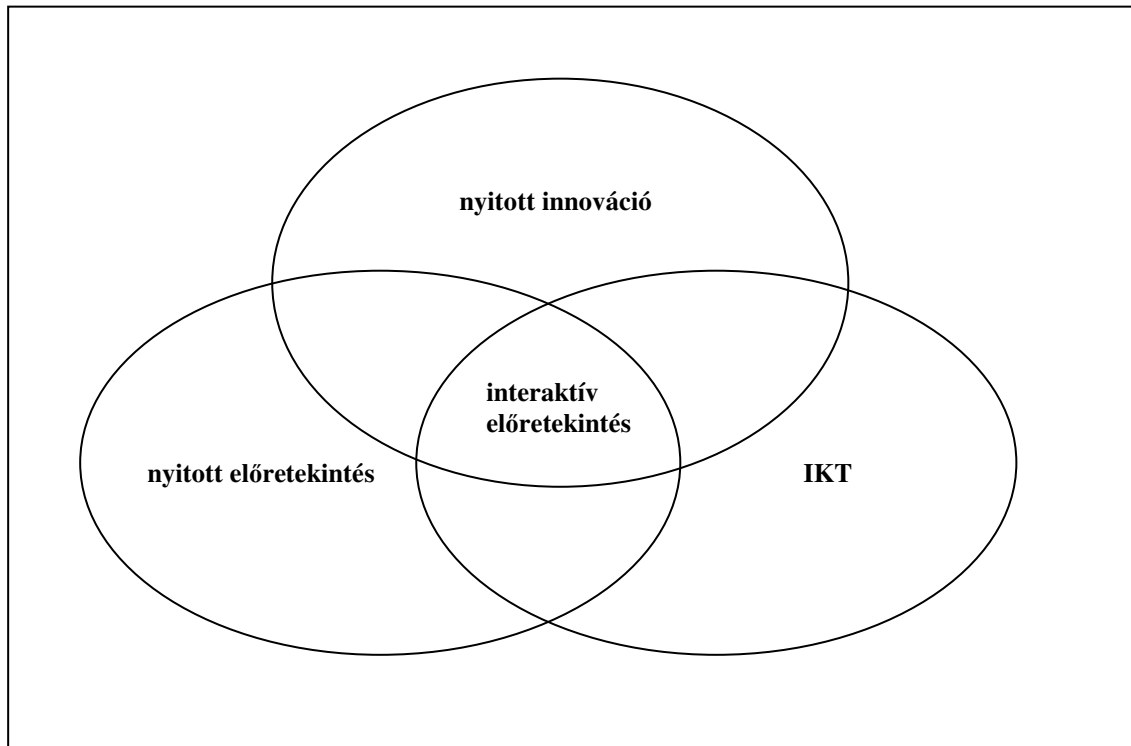 nyitott innováció
interaktív
előretekintés
nyitott előretekintés
IKT